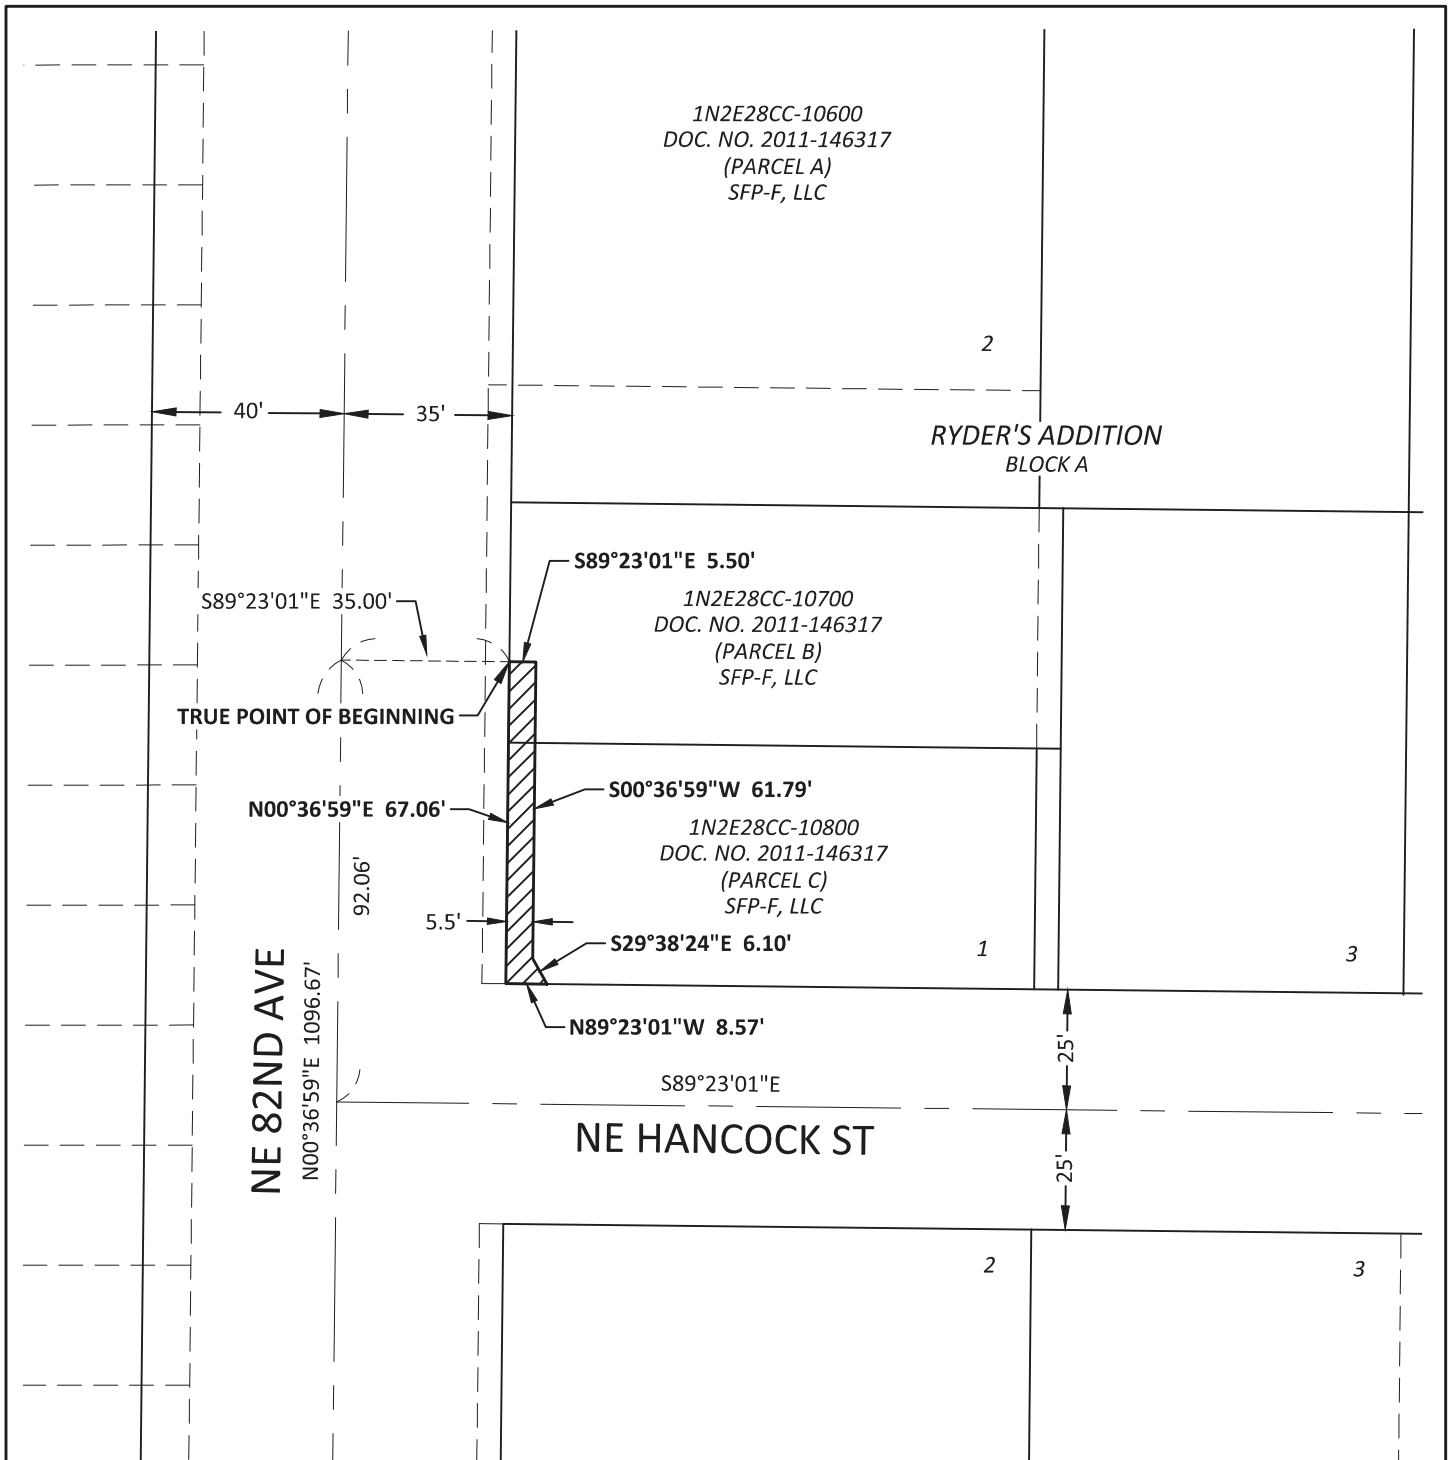 1N2E28CC-10600
DOC. NO. 2011-146317
(PARCEL A)
SFP-F, LLC
2
40'
35'
RYDER'S ADDITION
BLOCK A
S89°23'01"E 5.50'
S89°23'01"E 35.00'
1N2E28CC-10700
DOC. NO. 2011-146317
(PARCEL B)
SFP-F, LLC
TRUE POINT OF BEGINNING
S00°36'59"W 61.79'
N00°36'59"E 67.06'
1N2E28CC-10800
DOC. NO. 2011-146317
(PARCEL C)
SFP-F, LLC
92.06'
5.5'
S29°38'24"E 6.10'
1
3
NE 82ND AVE
N00°36'59"E 1096.67'
N89°23'01"W 8.57'
25'
S89°23'01"E
NE HANCOCK ST
25'
2
3